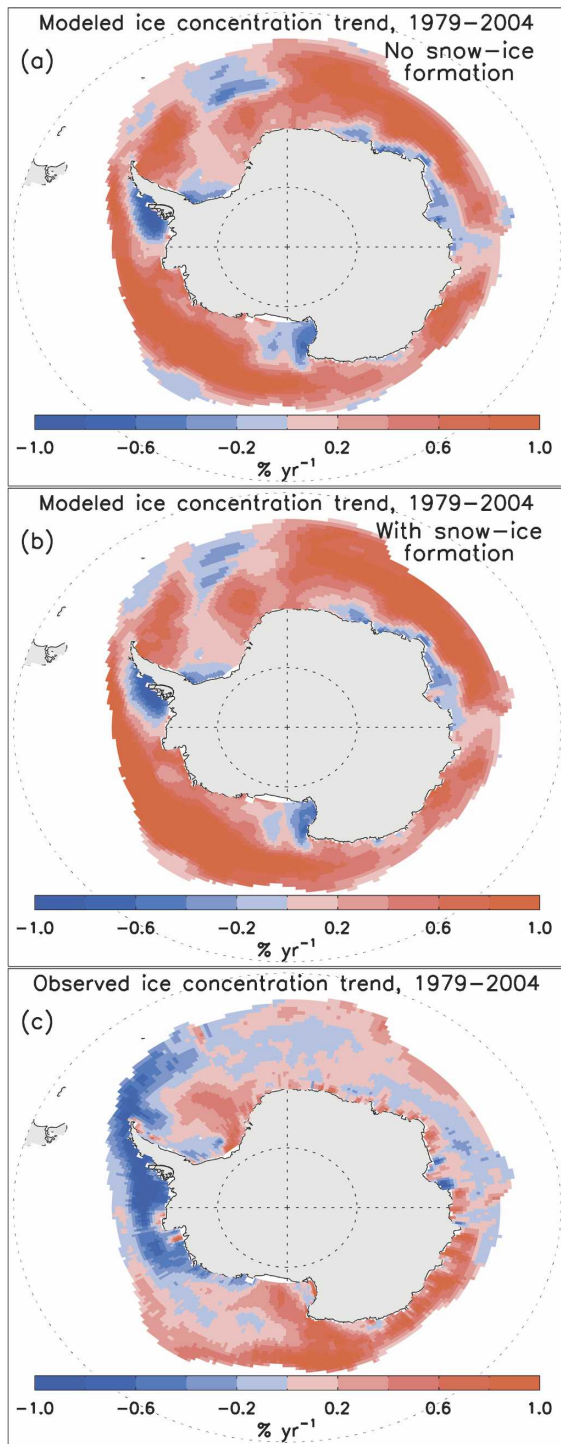 Modeled ice concentration trend, 1979–2004
(a)
No snow–ice
formation
-1.0 -0.6 -0.2 0.2 0.6 1.0
% yr⁻¹
Modeled ice concentration trend, 1979–2004
(b)
With snow–ice
formation
-1.0 -0.6 -0.2 0.2 0.6 1.0
% yr⁻¹
Observed ice concentration trend, 1979–2004
(c)
-1.0 -0.6 -0.2 0.2 0.6 1.0
% yr⁻¹